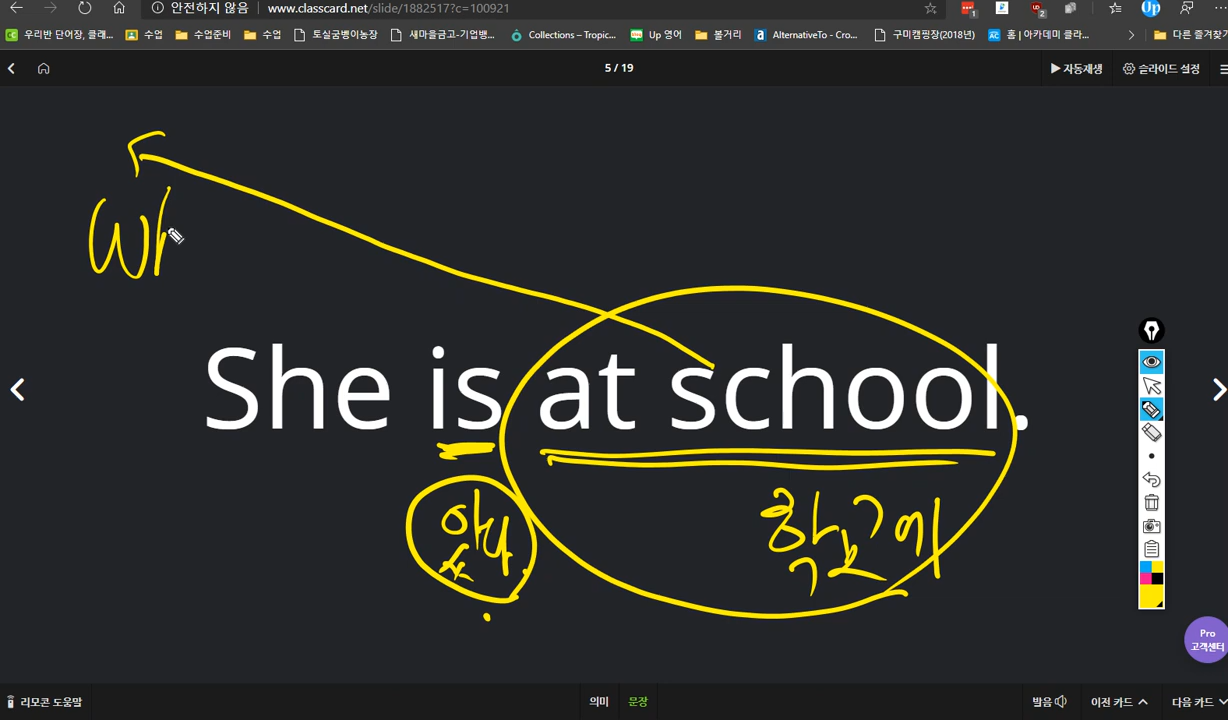 안전하지 않음 www.classcard.net/slide/1882517?c=100921
우리반 단어장, 클래... 수업 수업준비 수업 토실굼벵이농장 새마을금고-기업뱅... Collections – Tropic... Up 영어 볼거리 AlternativeTo - Cro... 구미캠핑장(2018년) 홈 | 아카데미 클라... 다른 즐겨찾기
5 / 19 자동재생 슬라이드 설정
Wh
She is at school.
있다. 학교에
Pro
고객센터
리모콘 도움말 의미 문장 발음 이전 카드 다음 카드